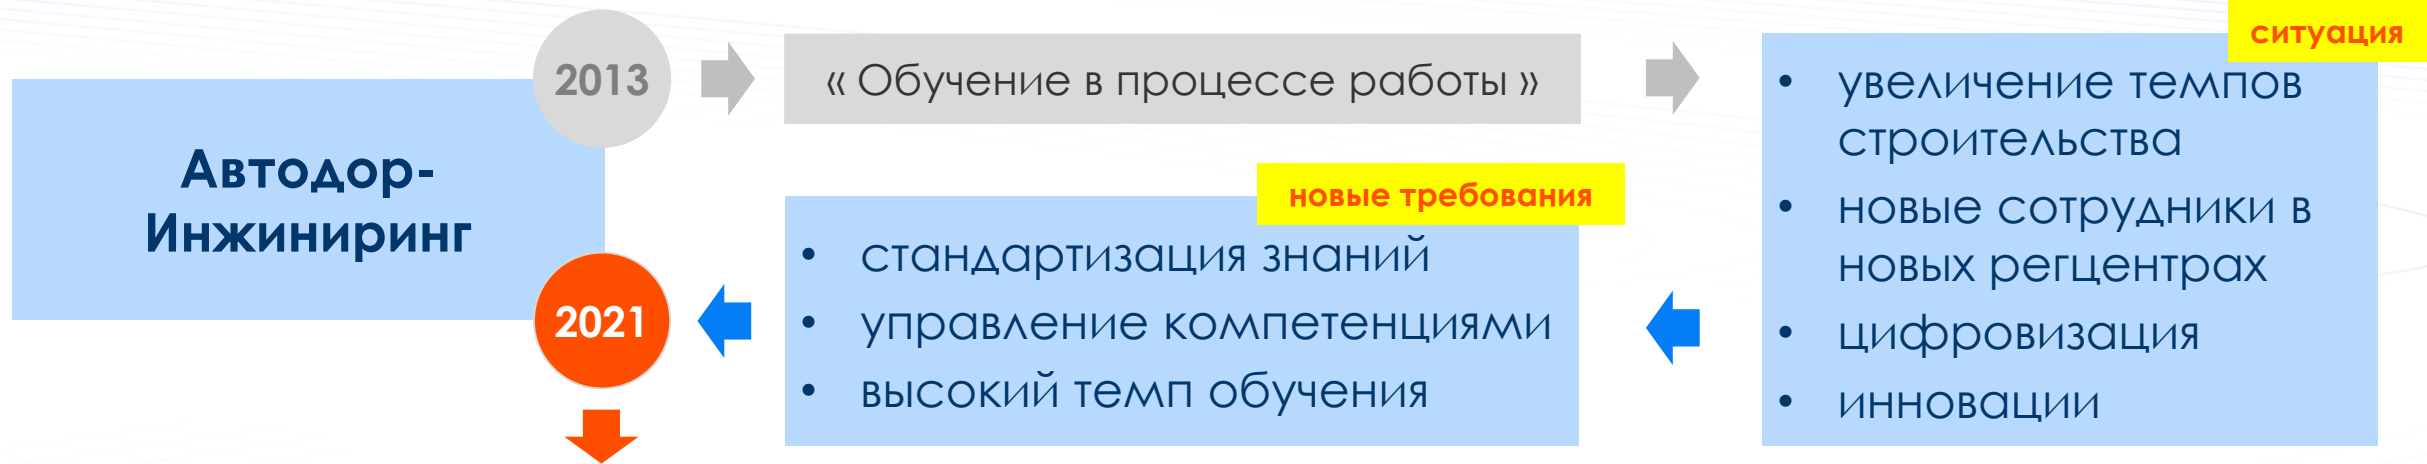 Автодор-
Инжиниринг
2013
« Обучение в процессе работы »
ситуация
• увеличение темпов
строительства
• новые сотрудники в
новых регцентрах
• цифровизация
• инновации
новые требования
• стандартизация знаний
• управление компетенциями
• высокий темп обучения
2021